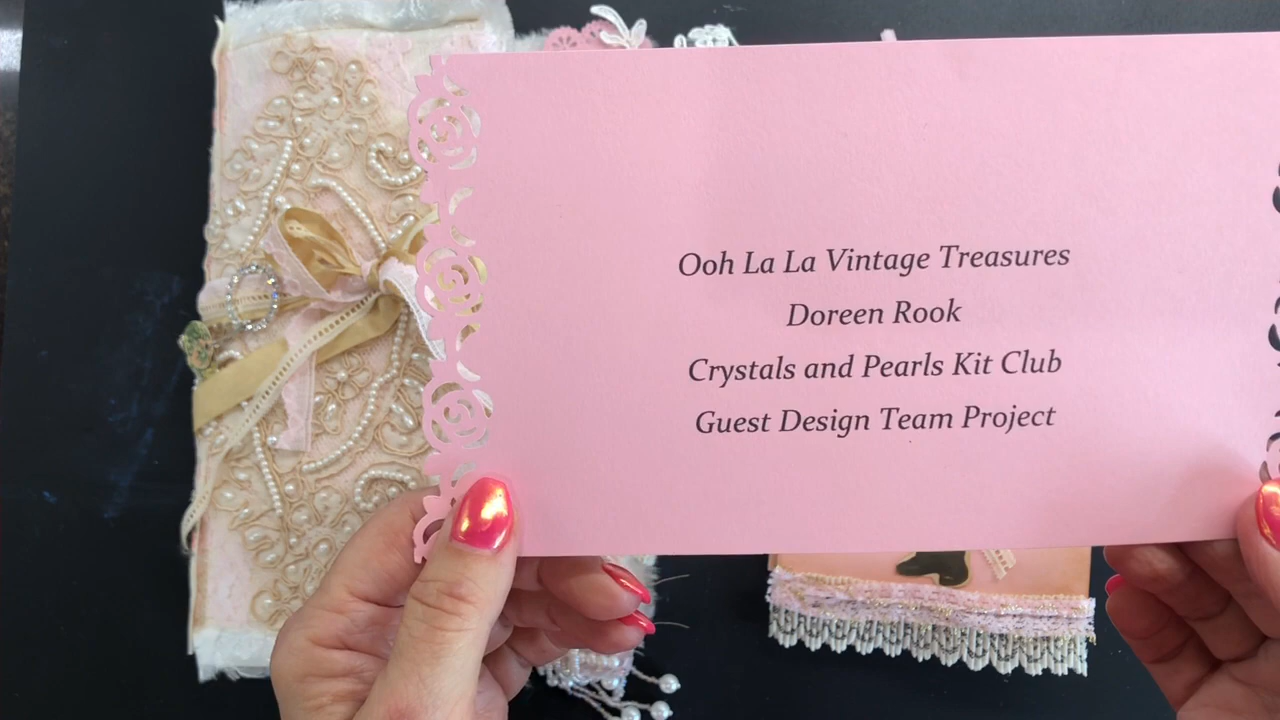 Ooh La La Vintage Treasures
Doreen Rook
Crystals and Pearls Kit Club
Guest Design Team Project